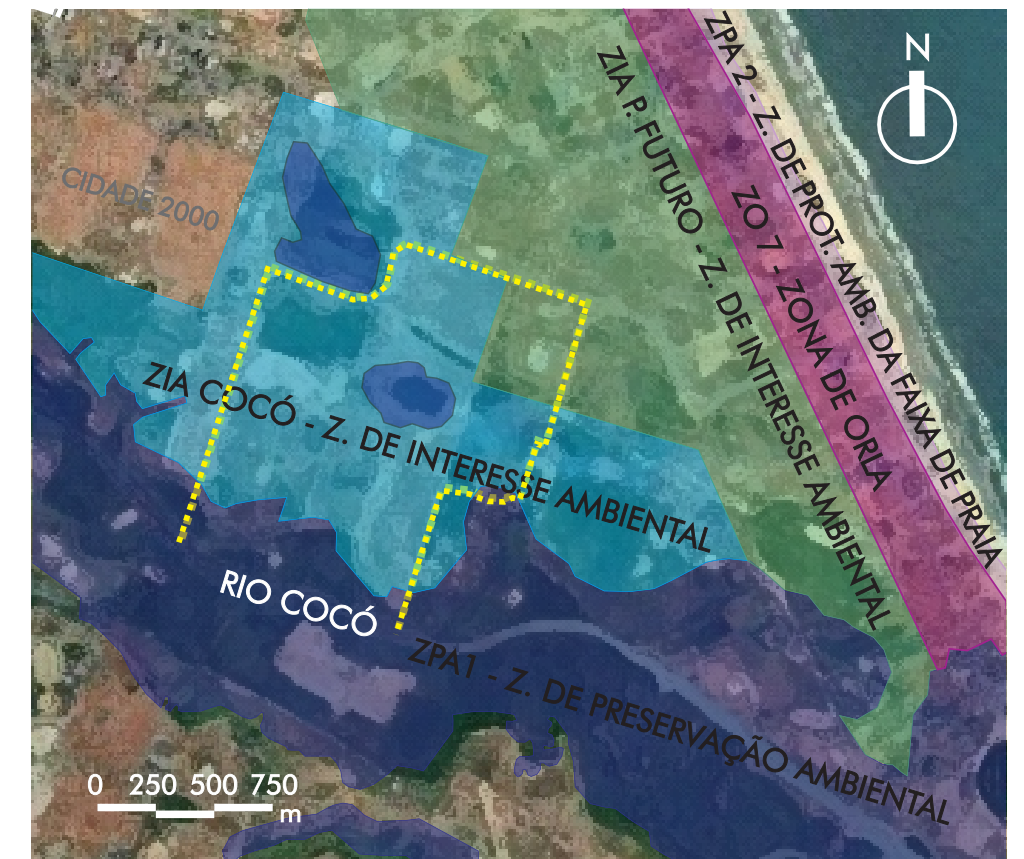 N
ZPA 2 - Z. DE PROT. AMB. DA FAIXA DE PRAIA
ZIA P. FUTURO - Z. DE INTERESSE AMBIENTAL
ZO 7 - ZONA DE ORLA
CIDADE 2000
ZIA COCÓ - Z. DE INTERESSE AMBIENTAL
RIO COCÓ
ZPA1 - Z. DE PRESERVAÇÃO AMBIENTAL
0 250 500 750
m